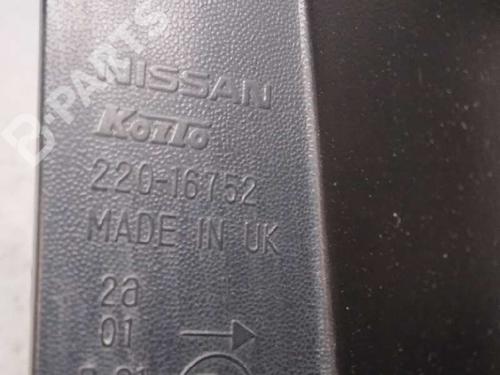 B-PARTS
NISSAN
Koito
220-16752
MADE IN UK
2a
01